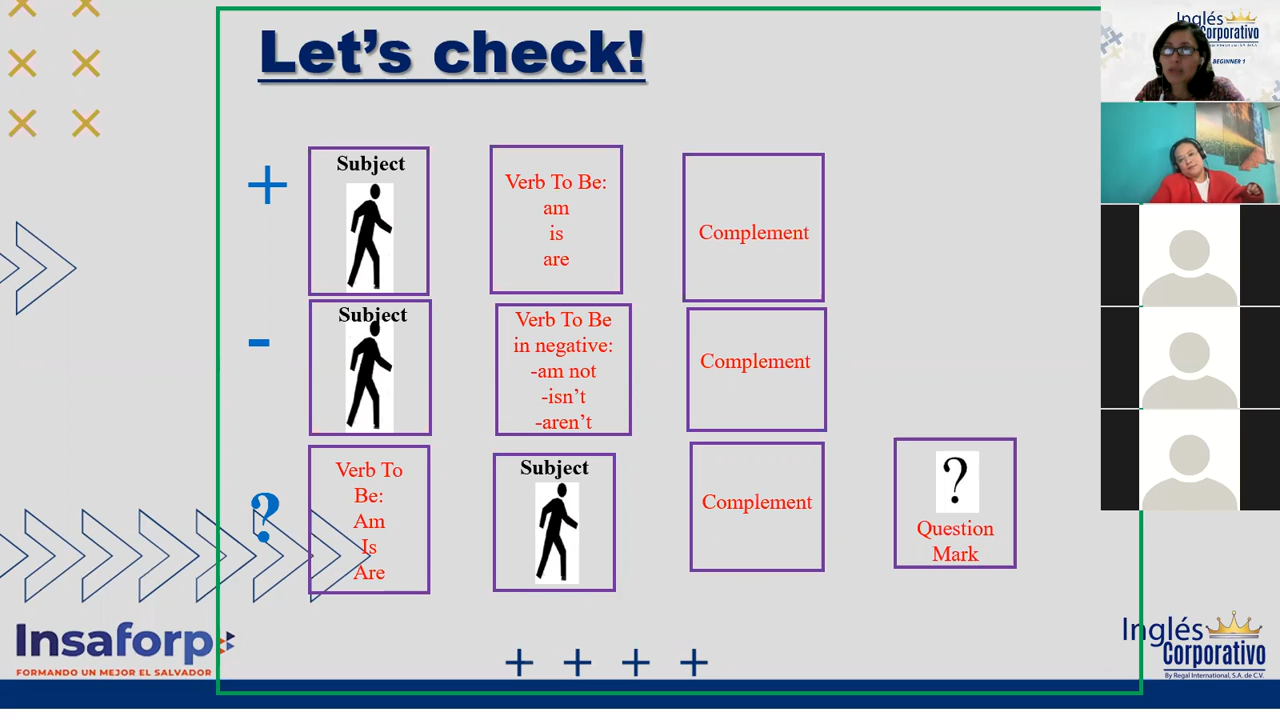 Let's check!
+
Subject
Verb To Be:
am
is
are
Complement
-
Subject
Verb To Be
in negative:
-am not
-isn't
-aren't
Complement
?
Verb To
Be:
Am
Is
Are
Subject
Complement
?
Question
Mark
Insaforp
FORMANDO UN MEJOR EL SALVADOR
Inglés
Corporativo
By Regal International, S.A. de C.V.
Inglés
Corporativo
BEGINNER 1